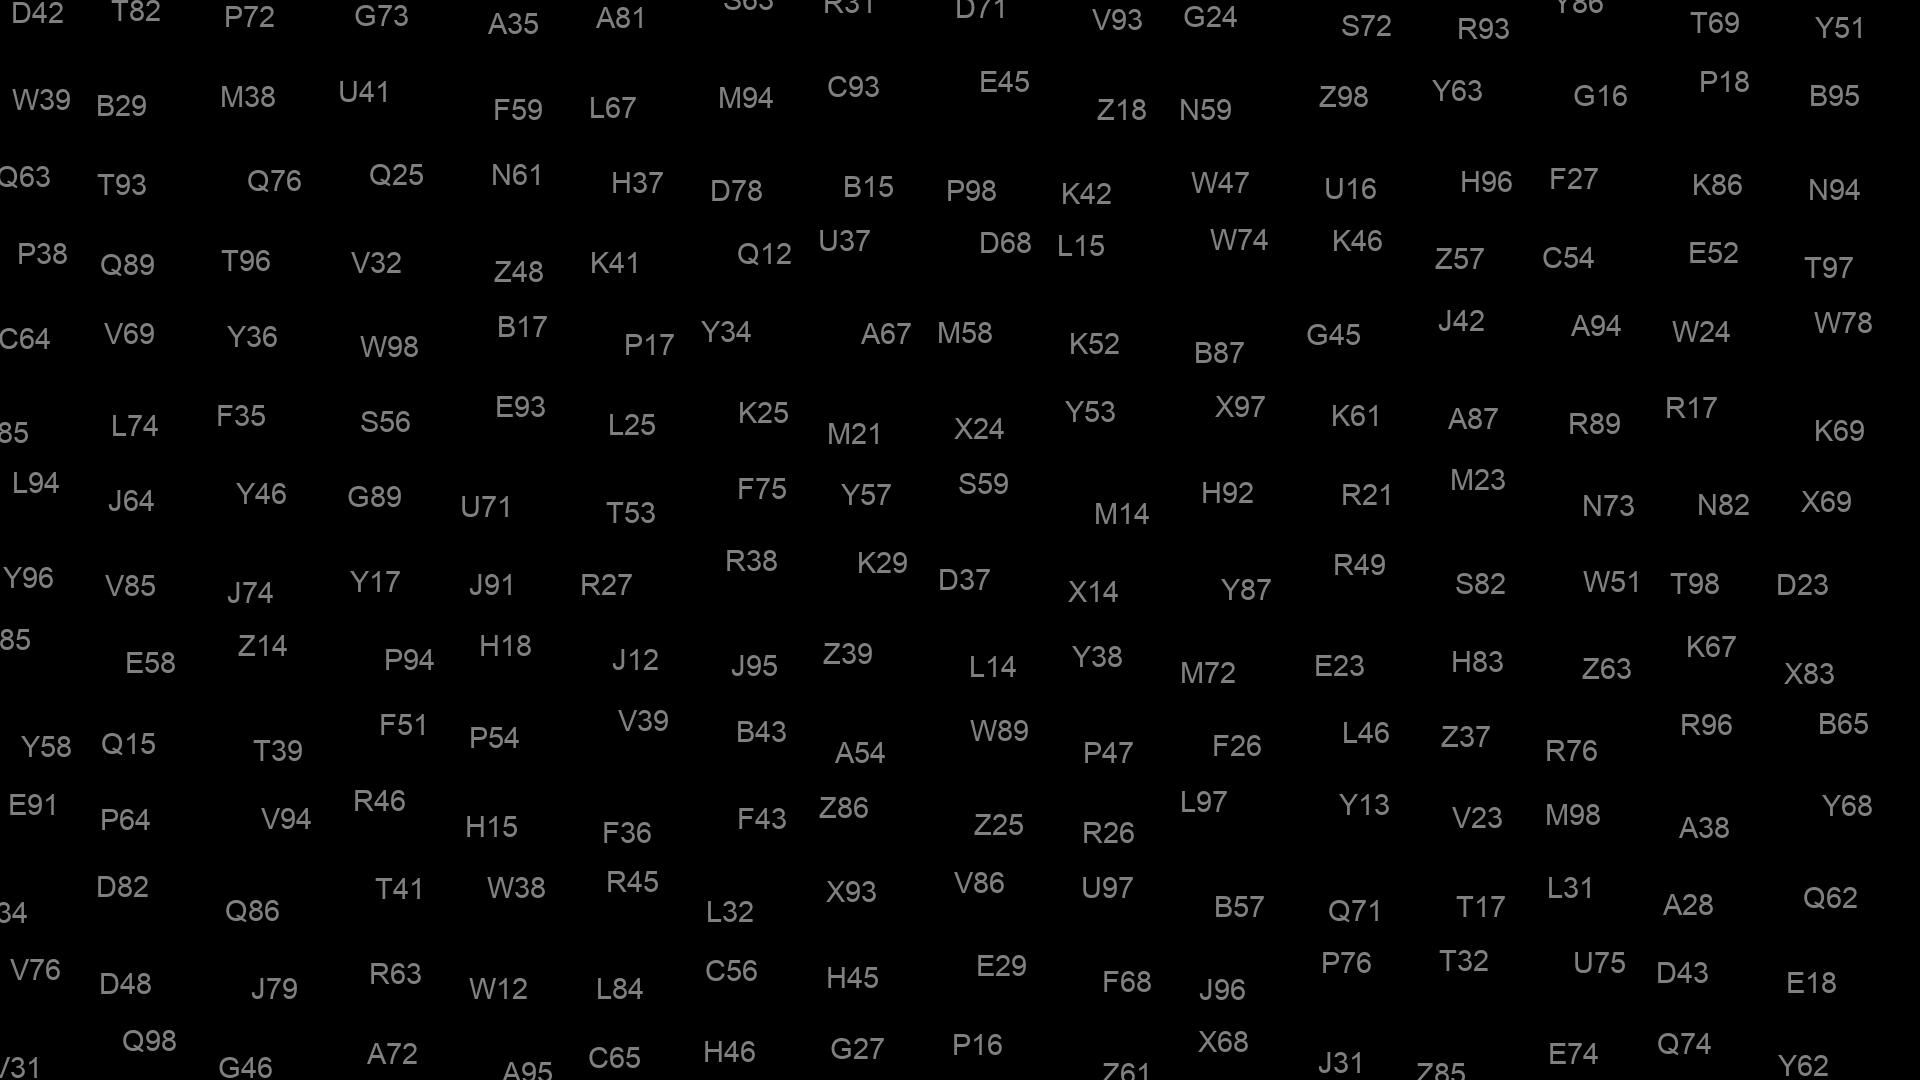 D42 T82 P72 G73 A35 A81 S63 R31 D71 V93 G24 S72 R93 Y86 T69 Y51
W39 B29 M38 U41 F59 L67 M94 C93 E45 Z18 N59 Z98 Y63 G16 P18 B95
Q63 T93 Q76 Q25 N61 H37 D78 B15 P98 K42 W47 U16 H96 F27 K86 N94
P38 Q89 T96 V32 Z48 K41 Q12 U37 D68 L15 W74 K46 Z57 C54 E52 T97
C64 V69 Y36 W98 B17 P17 Y34 A67 M58 K52 B87 G45 J42 A94 W24 W78
85 L74 F35 S56 E93 L25 K25 M21 X24 Y53 X97 K61 A87 R89 R17 K69
L94 J64 Y46 G89 U71 T53 F75 Y57 S59 M14 H92 R21 M23 N73 N82 X69
Y96 V85 J74 Y17 J91 R27 R38 K29 D37 X14 Y87 R49 S82 W51 T98 D23
85 E58 Z14 P94 H18 J12 J95 Z39 L14 Y38 M72 E23 H83 Z63 K67 X83
Y58 Q15 T39 F51 P54 V39 B43 A54 W89 P47 F26 L46 Z37 R76 R96 B65
E91 P64 V94 R46 H15 F36 F43 Z86 Z25 R26 L97 Y13 V23 M98 A38 Y68
34 D82 Q86 T41 W38 R45 L32 X93 V86 U97 B57 Q71 T17 L31 A28 Q62
V76 D48 J79 R63 W12 L84 C56 H45 E29 F68 J96 P76 T32 U75 D43 E18
V31 Q98 G46 A72 A95 C65 H46 G27 P16 Z61 X68 J31 Z85 E74 Q74 Y62